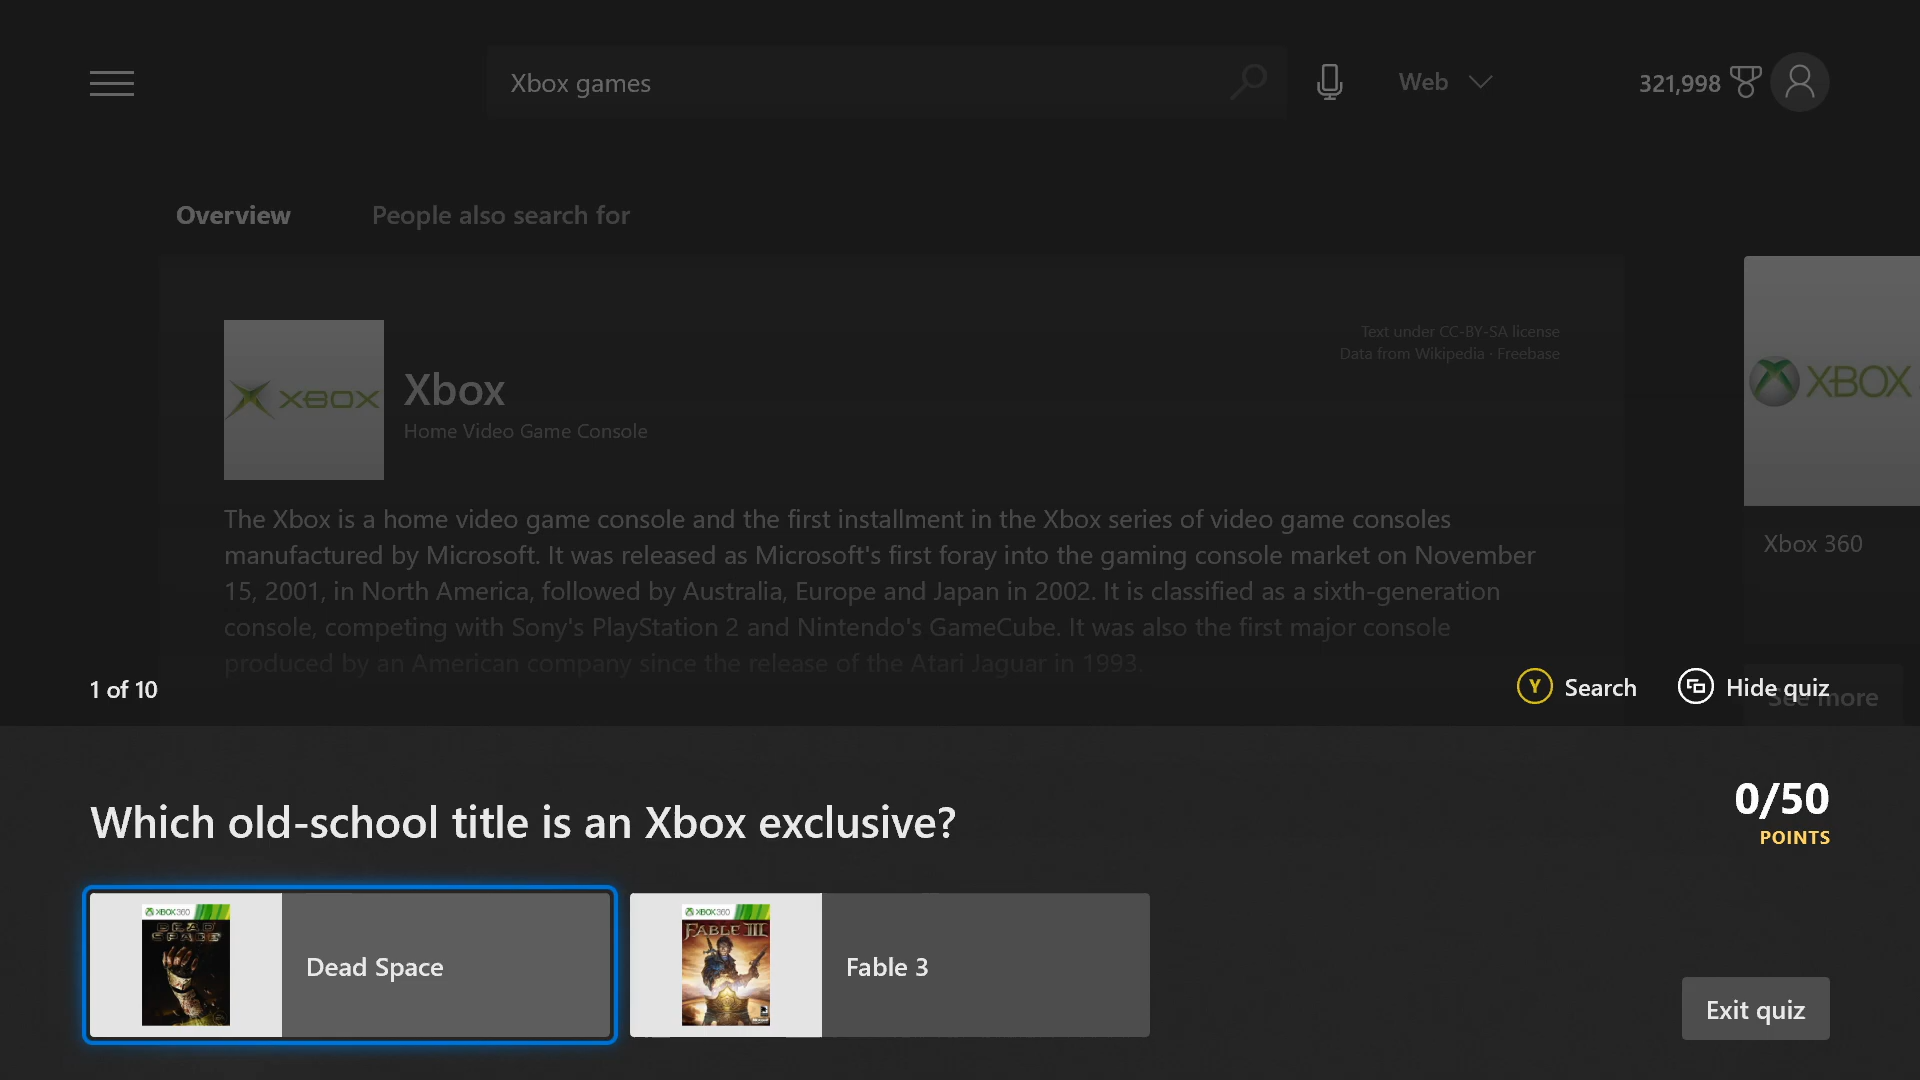 Xbox games
Web
321,998
Overview
People also search for
Text under CC-BY-SA license
Data from Wikipedia · Freebase
XBOX
Xbox
Home Video Game Console
XBOX
The Xbox is a home video game console and the first installment in the Xbox series of video game consoles
manufactured by Microsoft. It was released as Microsoft's first foray into the gaming console market on November
15, 2001, in North America, followed by Australia, Europe and Japan in 2002. It is classified as a sixth-generation
console, competing with Sony's PlayStation 2 and Nintendo's GameCube. It was also the first major console
produced by an American company since the release of the Atari Jaguar in 1993.
Xbox 360
See more
1 of 10
Y Search
Hide quiz
Which old-school title is an Xbox exclusive?
0/50
POINTS
XBOX 360
DEAD SPACE
Dead Space
XBOX 360
FABLE III
Fable 3
Exit quiz